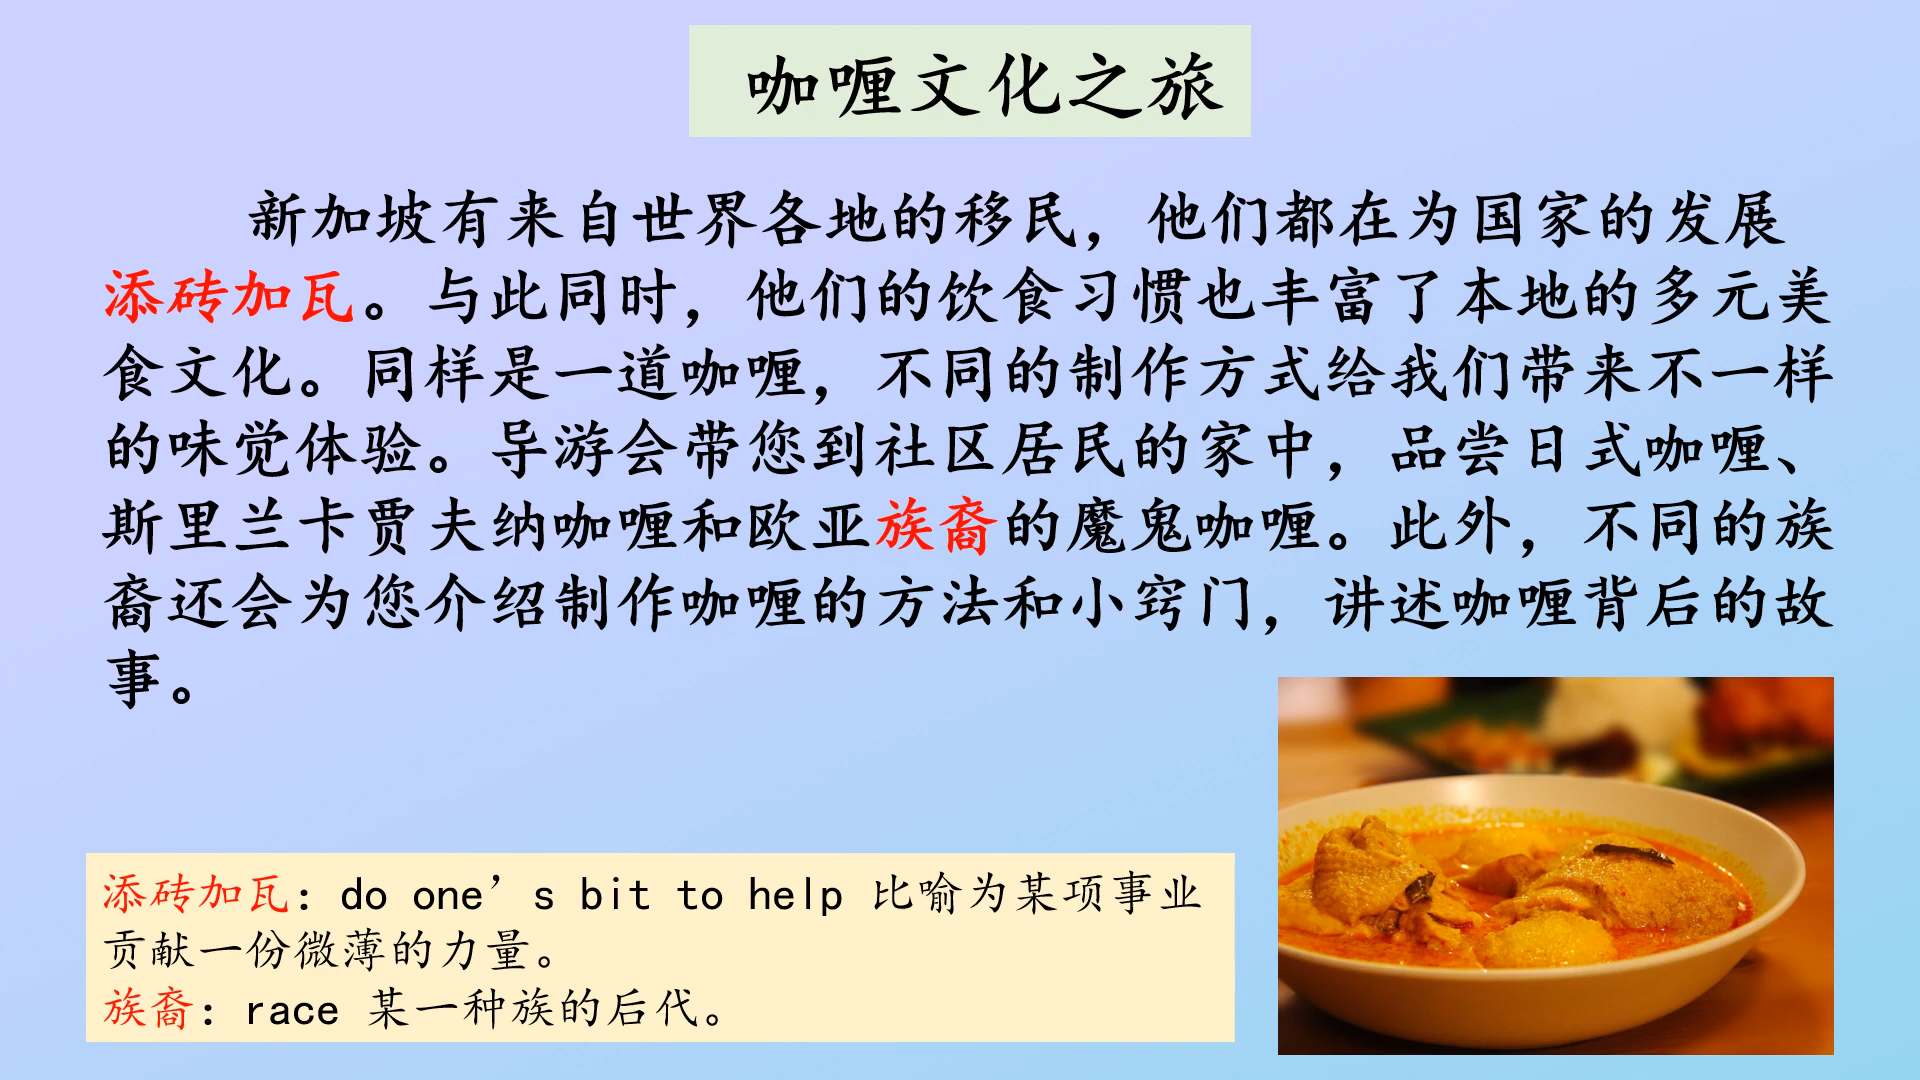 咖喱文化之旅
新加坡有来自世界各地的移民，他们都在为国家的发展
添砖加瓦。与此同时，他们的饮食习惯也丰富了本地的多元美
食文化。同样是一道咖喱，不同的制作方式给我们带来不一样
的味觉体验。导游会带您到社区居民的家中，品尝日式咖喱、
斯里兰卡贾夫纳咖喱和欧亚族裔的魔鬼咖喱。此外，不同的族
裔还会为您介绍制作咖喱的方法和小窍门，讲述咖喱背后的故
事。
添砖加瓦：do one’s bit to help 比喻为某项事业
贡献一份微薄的力量。
族裔：race 某一种族的后代。